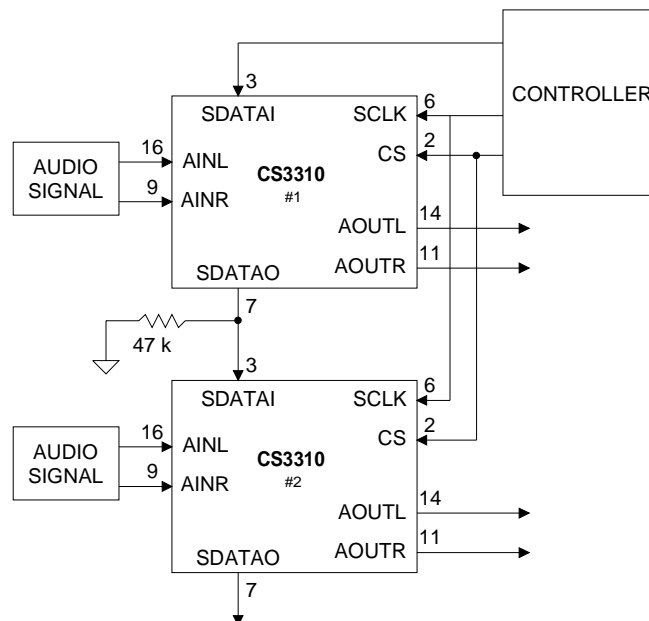 3
SDATAI
SCLK
6
CONTROLLER
2
CS
AUDIO
SIGNAL
16
AINL
9
AINR
CS3310
#1
14
AOUTL
11
AOUTR
SDATAO
7
47 k
3
SDATAI
SCLK
6
2
CS
AUDIO
SIGNAL
16
AINL
9
AINR
CS3310
#2
14
AOUTL
11
AOUTR
SDATAO
7